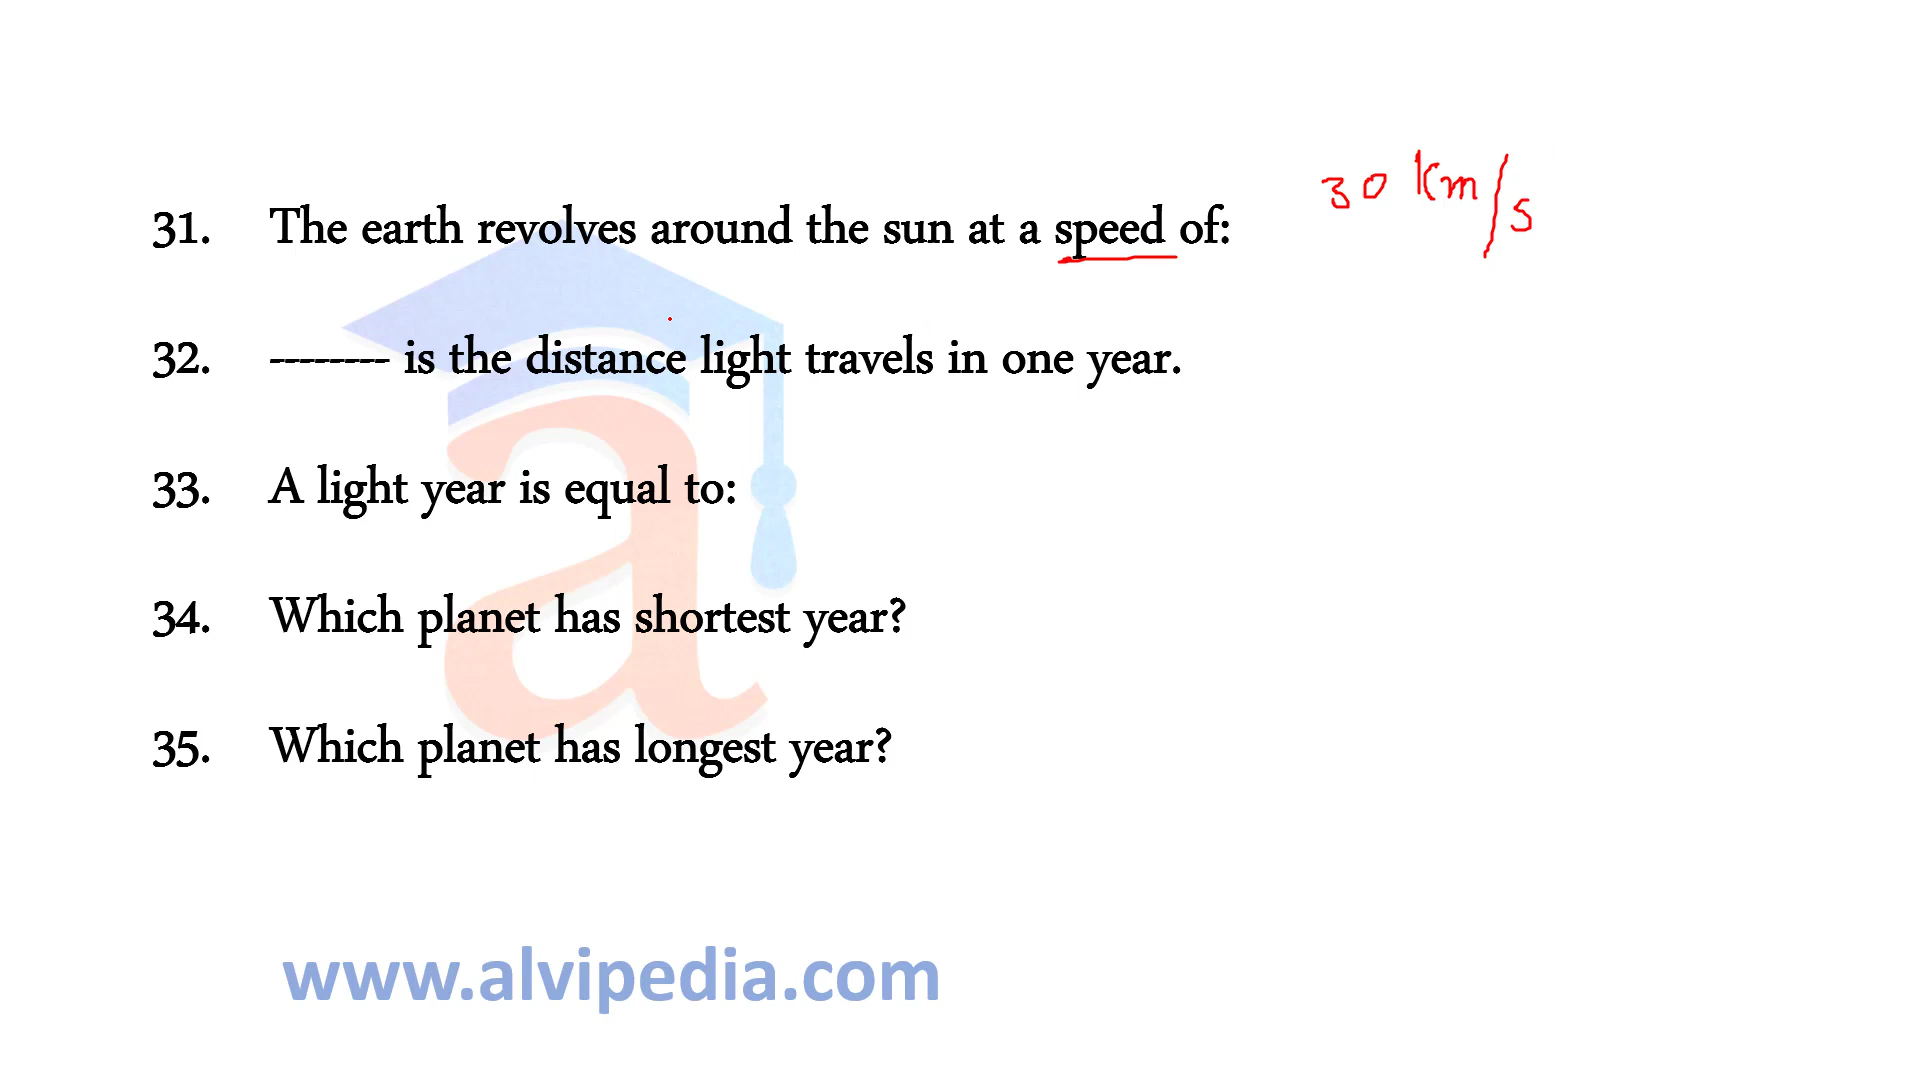 31. The earth revolves around the sun at a speed of: 30 km/s
32. -------- is the distance light travels in one year.
33. A light year is equal to:
34. Which planet has shortest year?
35. Which planet has longest year?
a
www.alvipedia.com